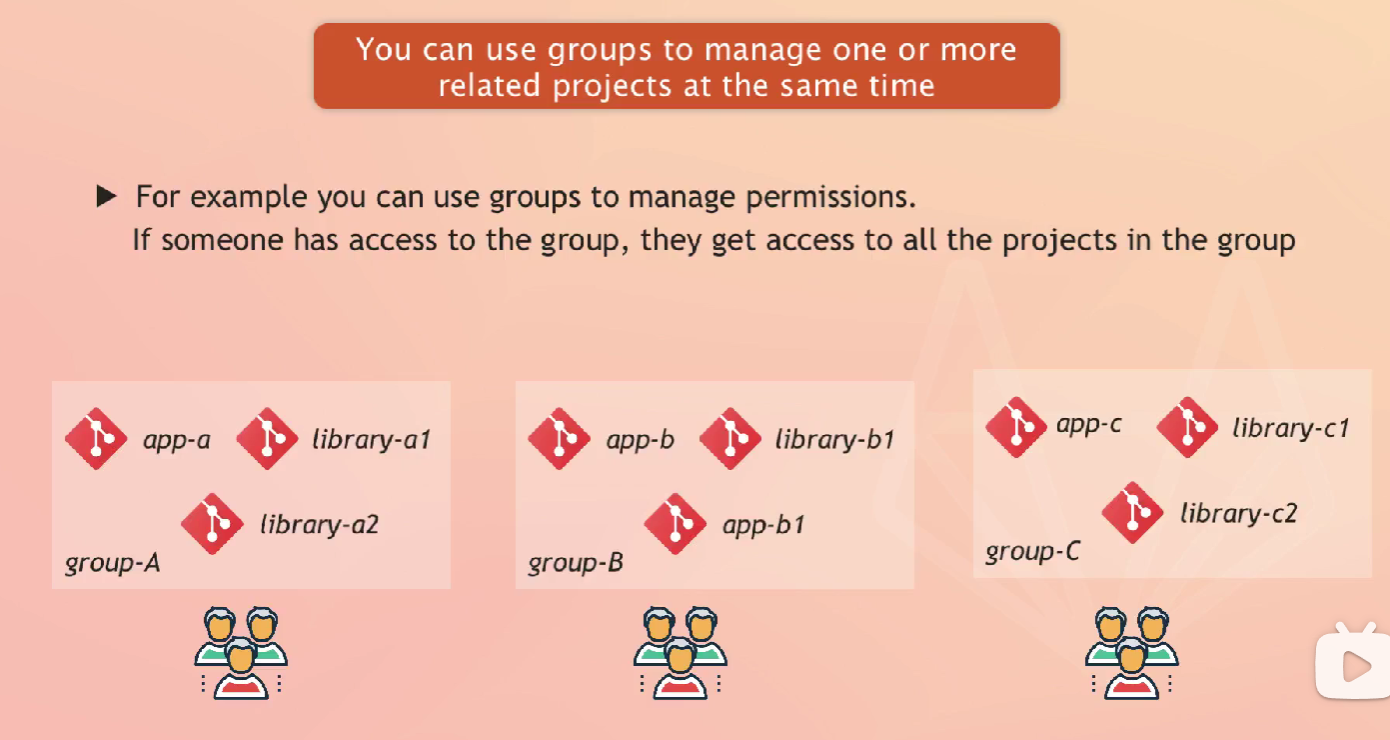 You can use groups to manage one or more
related projects at the same time
For example you can use groups to manage permissions.
If someone has access to the group, they get access to all the projects in the group
app-a
library-a1
library-a2
group-A
app-b
library-b1
app-b1
group-B
app-c
library-c1
library-c2
group-C